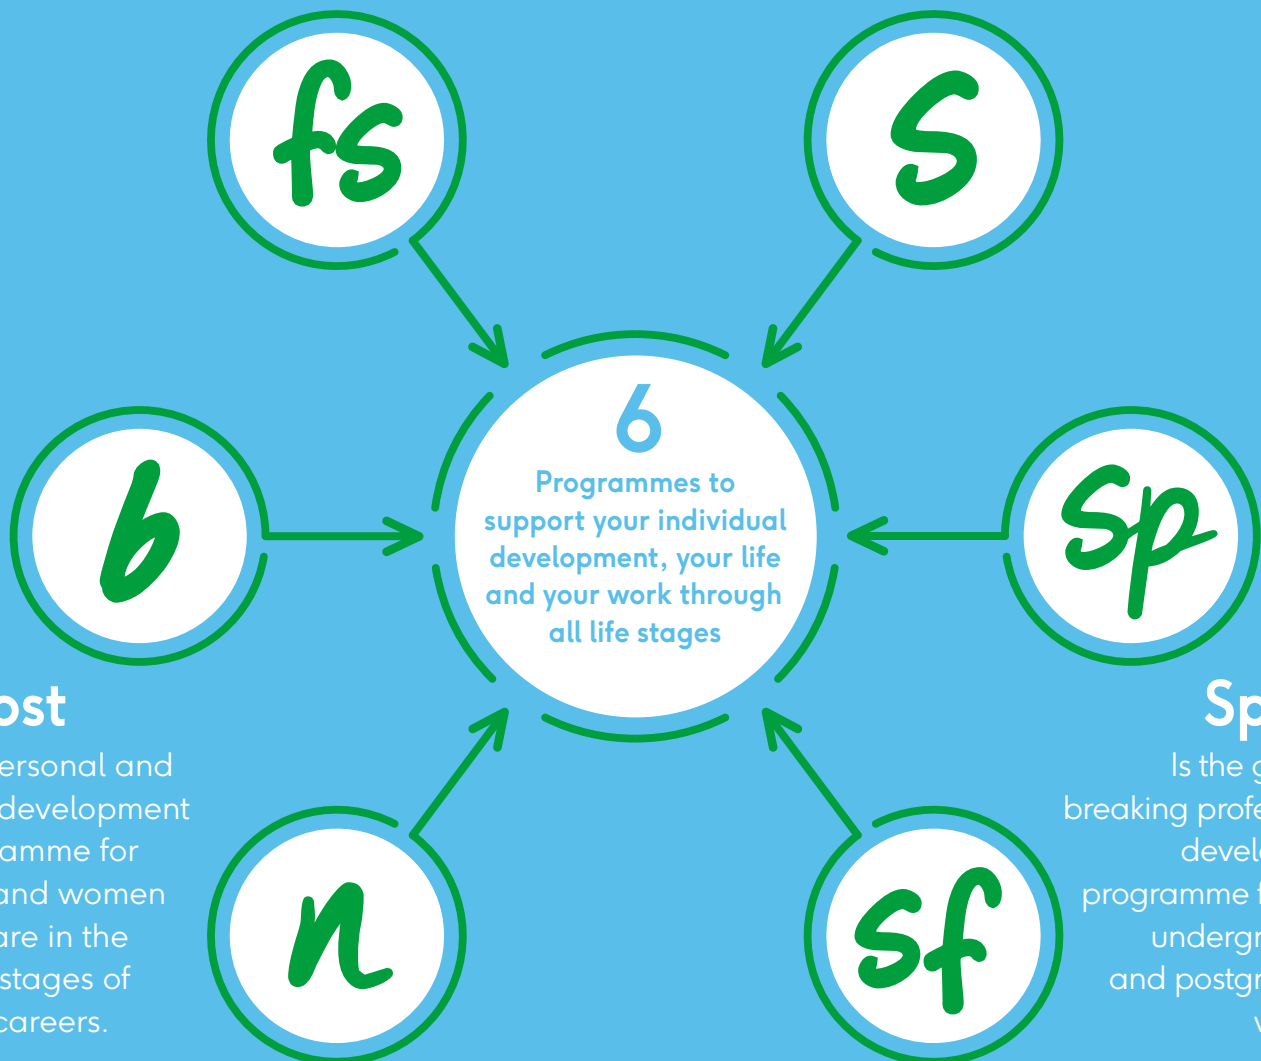 fs
s
b
6
Programmes to
support your individual
development, your life
and your work through
all life stages
sp
ost
ersonal and
development
amme for
and women
are in the
stages of
careers.
Sp
Is the g
breaking profe
devel
programme f
undergr
and postgr
n
sf